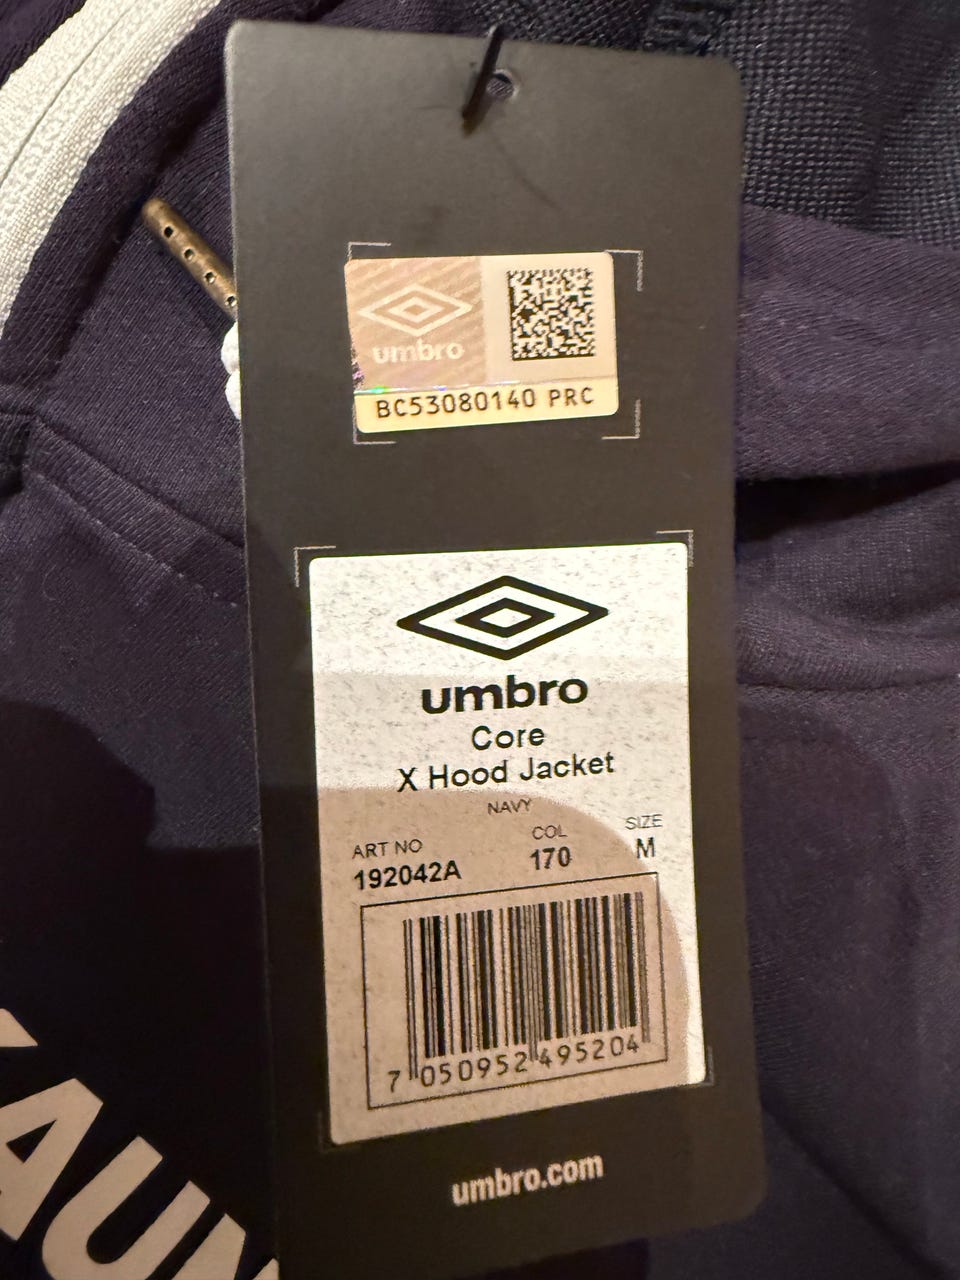 umbro
BC53080140 PRC
umbro
Core
X Hood Jacket
NAVY
ART NO COL SIZE
192042A 170 M
7 050952 495204
umbro.com